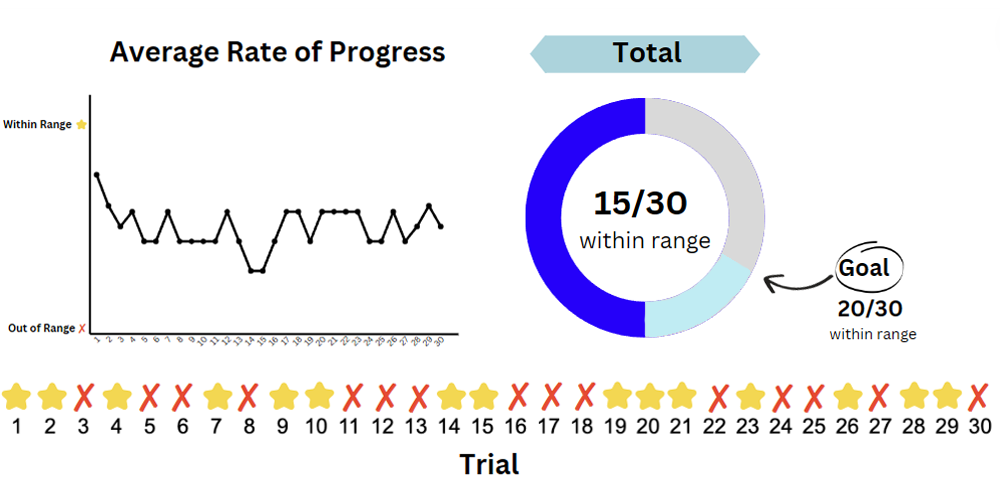 Average Rate of Progress
Total
Within Range
Out of Range
1 2 3 4 5 6 7 8 9 10 11 12 13 14 15 16 17 18 19 20 21 22 23 24 25 26 27 28 29 30
15/30
within range
Goal
20/30
within range
1 2 3 4 5 6 7 8 9 10 11 12 13 14 15 16 17 18 19 20 21 22 23 24 25 26 27 28 29 30
Trial